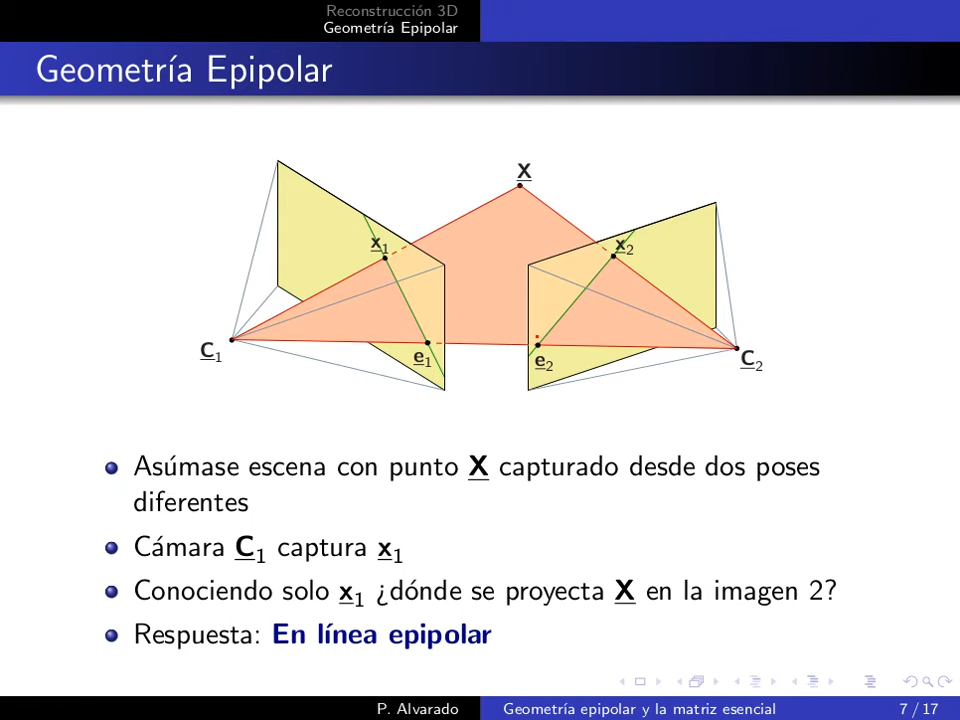 Reconstrucción 3D
Geometría Epipolar
Geometría Epipolar
X
x1
x2
C1
e1
e2
C2
Asúmase escena con punto X capturado desde dos poses
diferentes
Cámara C1 captura x1
Conociendo solo x1 ¿dónde se proyecta X en la imagen 2?
Respuesta: En línea epipolar
P. Alvarado
Geometría epipolar y la matriz esencial
7 / 17